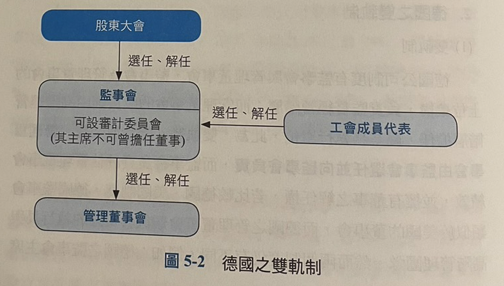 股東大會
選任、解任
監事會
可設審計委員會
(其主席不可曾擔任董事)
選任、解任
工會成員代表
選任、解任
管理董事會
圖 5-2 德國之雙軌制